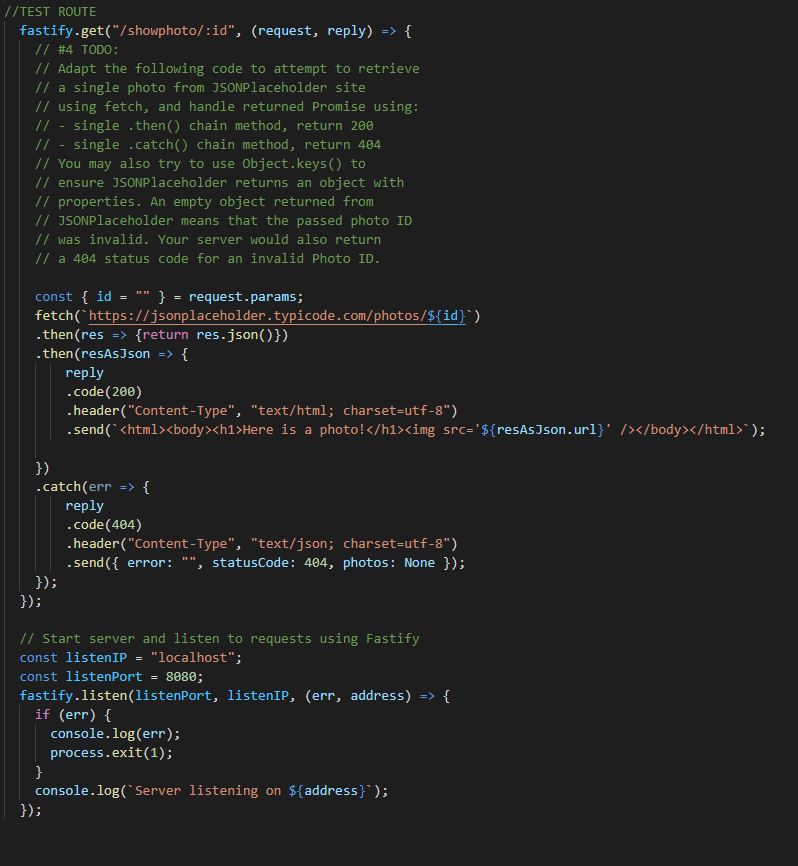 //TEST ROUTE
fastify.get("/showphoto/:id", (request, reply) => {
// #4 TODO:
// Adapt the following code to attempt to retrieve
// a single photo from JSONPlaceholder site
// using fetch, and handle returned Promise using:
// - single .then() chain method, return 200
// - single .catch() chain method, return 404
// You may also try to use Object.keys() to
// ensure JSONPlaceholder returns an object with
// properties. An empty object returned from
// JSONPlaceholder means that the passed photo ID
// was invalid. Your server would also return
// a 404 status code for an invalid Photo ID.
const { id = "" } = request.params;
fetch(`https://jsonplaceholder.typicode.com/photos/${id}`)
.then(res => {return res.json()})
.then(resAsJson => {
reply
.code(200)
.header("Content-Type", "text/html; charset=utf-8")
.send(`<html><body><h1>Here is a photo!</h1><img src='${resAsJson.url}' /></body></html>`);
})
.catch(err => {
reply
.code(404)
.header("Content-Type", "text/json; charset=utf-8")
.send({ error: "", statusCode: 404, photos: None });
});
});
// Start server and listen to requests using Fastify
const listenIP = "localhost";
const listenPort = 8080;
fastify.listen(listenPort, listenIP, (err, address) => {
if (err) {
console.log(err);
process.exit(1);
}
console.log(`Server listening on ${address}`);
});